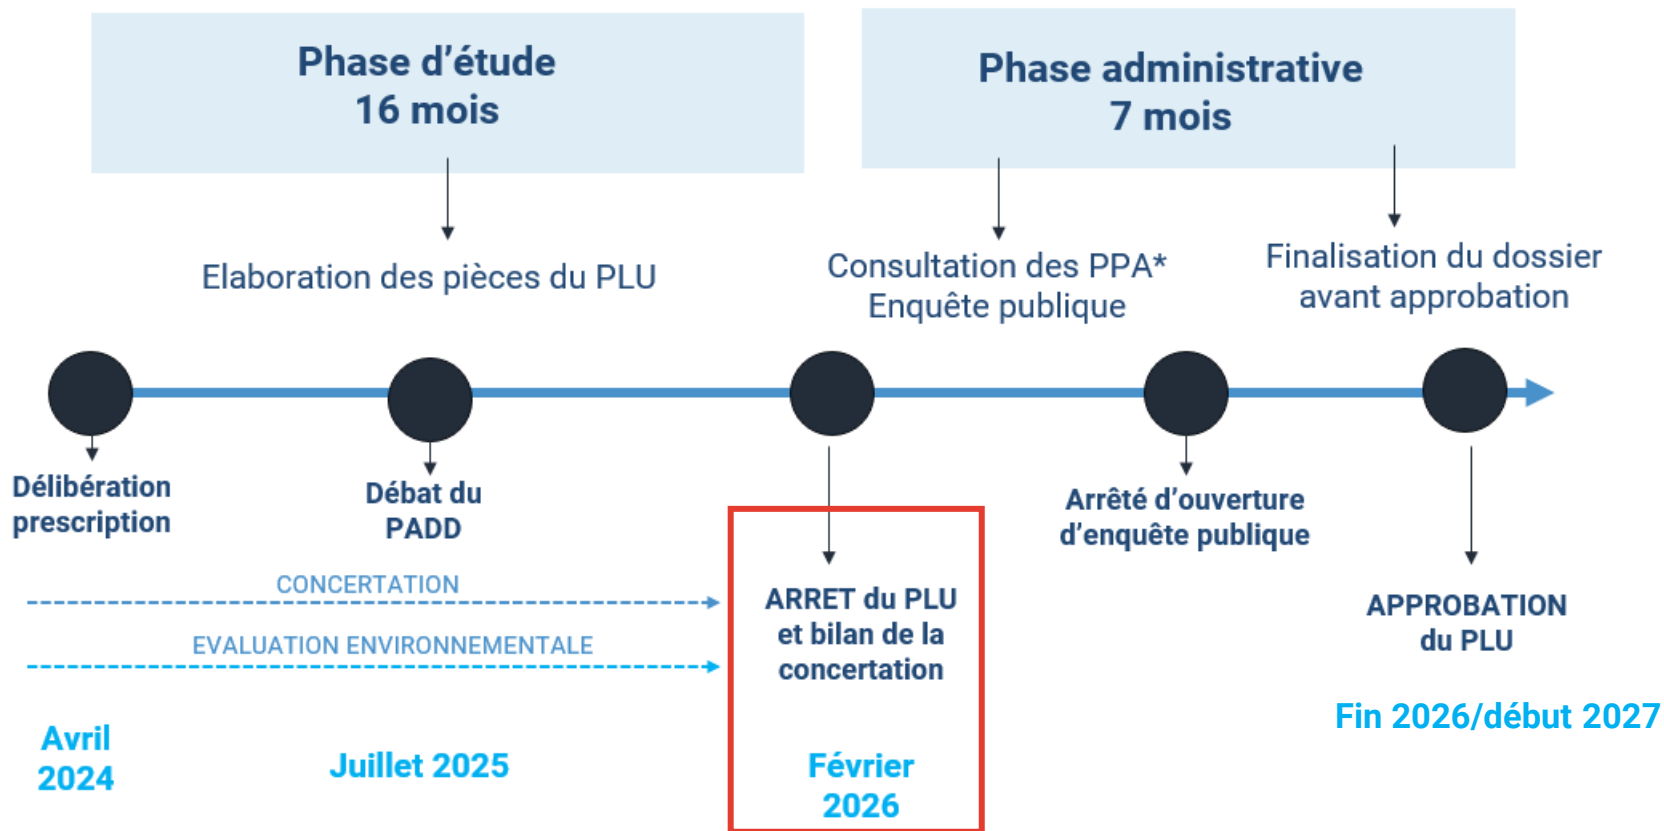 Phase d’étude
16 mois
Phase administrative
7 mois
Elaboration des pièces du PLU
Consultation des PPA*
Enquête publique
Finalisation du dossier
avant approbation
Délibération
prescription
Débat du
PADD
ARRET du PLU
et bilan de la
concertation
Arrêté d’ouverture
d’enquête publique
APPROBATION
du PLU
CONCERTATION
EVALUATION ENVIRONNEMENTALE
Avril
2024
Juillet 2025
Février
2026
Fin 2026/début 2027